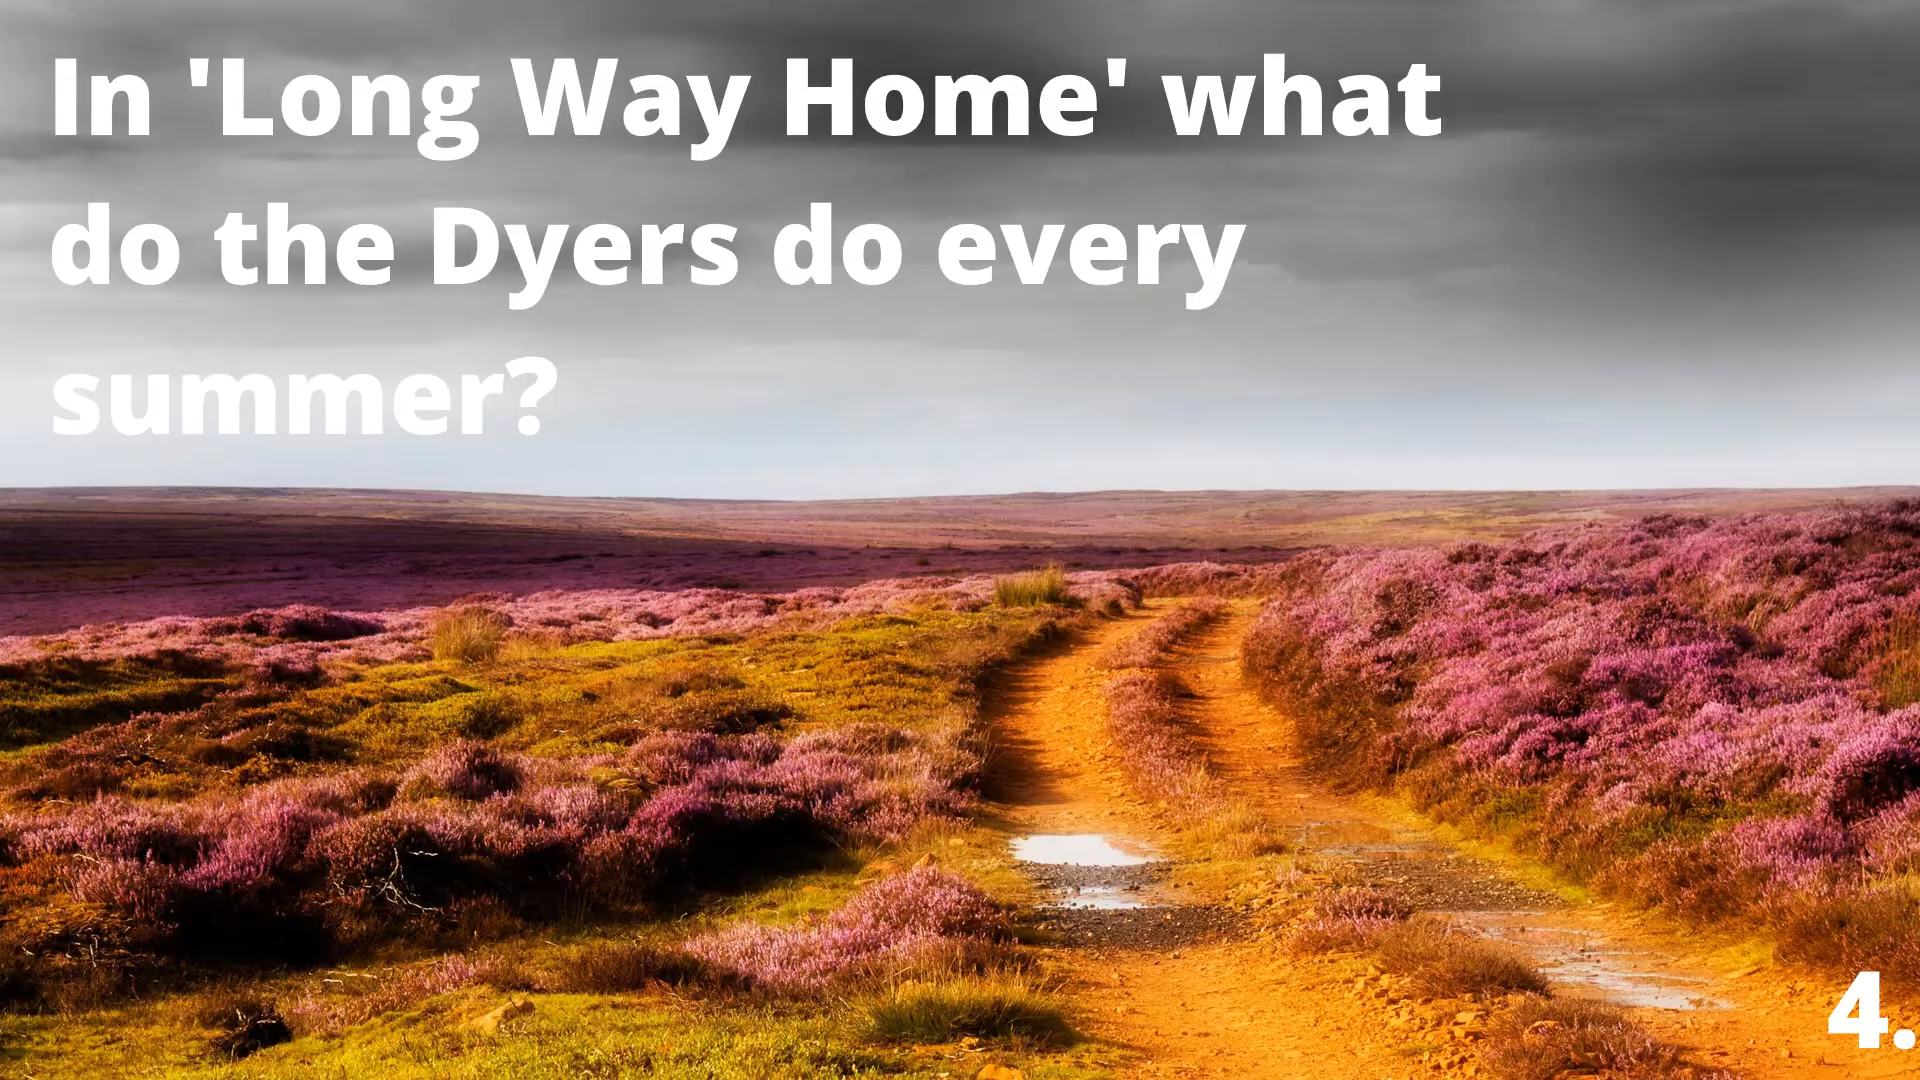 In 'Long Way Home' what
do the Dyers do every
summer?
4.